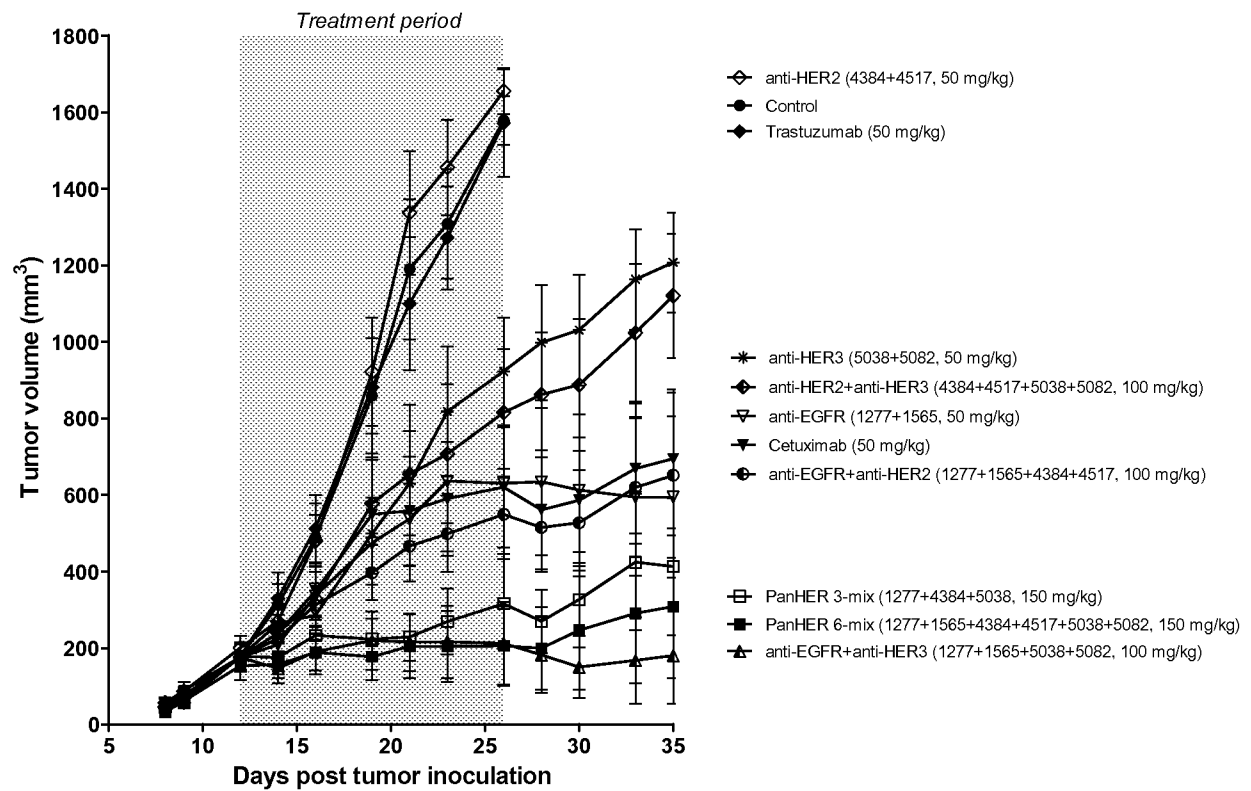 Treatment period
1800
1600
1400
1200
1000
800
600
400
200
0
Tumor volume (mm3)
5 10 15 20 25 30 35
Days post tumor inoculation
anti-HER2 (4384+4517, 50 mg/kg)
Control
Trastuzumab (50 mg/kg)
anti-HER3 (5038+5082, 50 mg/kg)
anti-HER2+anti-HER3 (4384+4517+5038+5082, 100 mg/kg)
anti-EGFR (1277+1565, 50 mg/kg)
Cetuximab (50 mg/kg)
anti-EGFR+anti-HER2 (1277+1565+4384+4517, 100 mg/kg)
PanHER 3-mix (1277+4384+5038, 150 mg/kg)
PanHER 6-mix (1277+1565+4384+4517+5038+5082, 150 mg/kg)
anti-EGFR+anti-HER3 (1277+1565+5038+5082, 100 mg/kg)